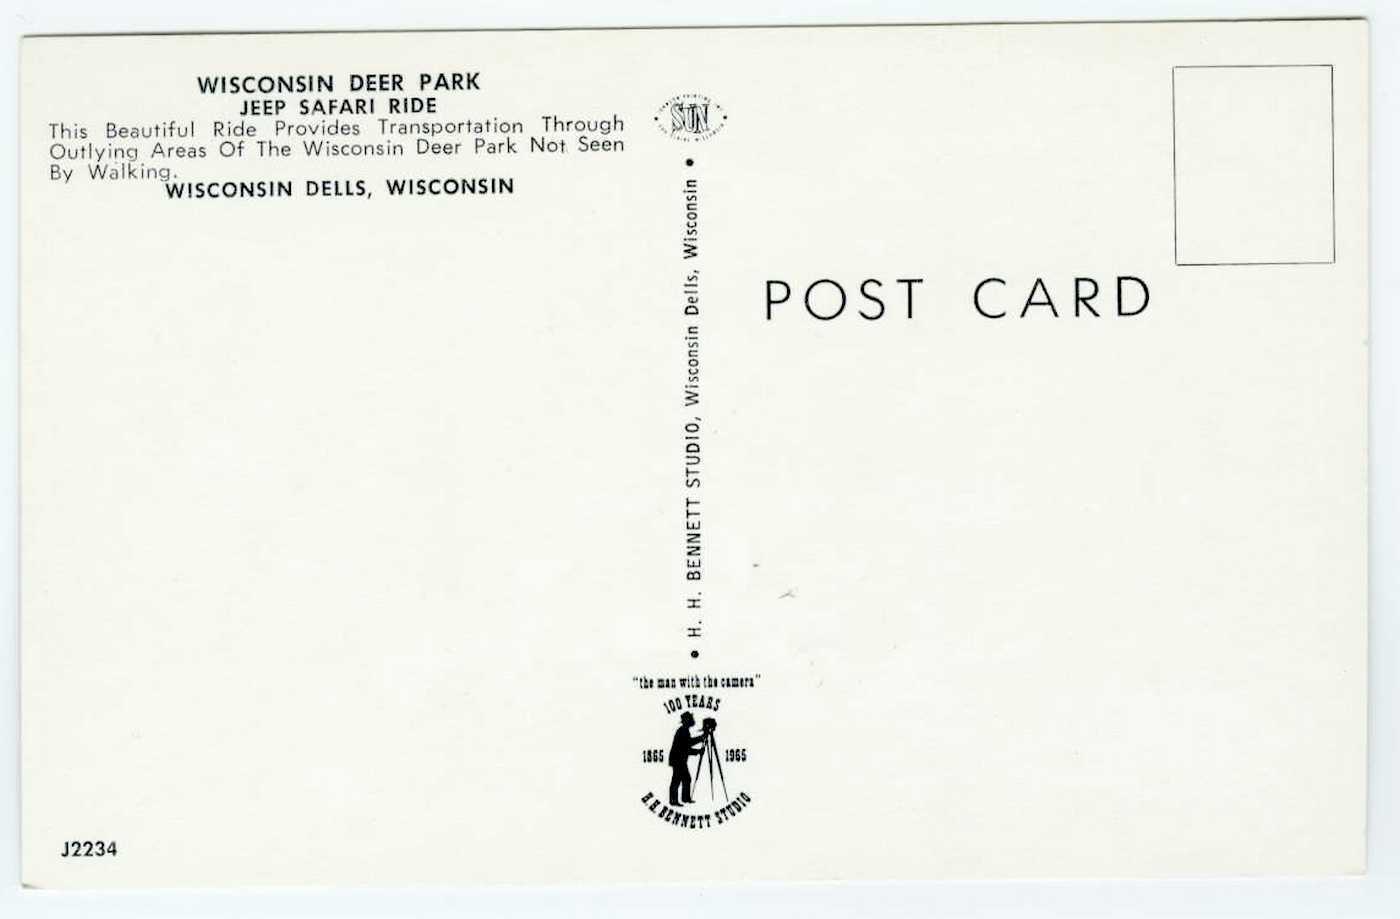 WISCONSIN DEER PARK
JEEP SAFARI RIDE
This Beautiful Ride Provides Transportation Through
Outlying Areas Of The Wisconsin Deer Park Not Seen
By Walking.
WISCONSIN DELLS, WISCONSIN
J2234
SUN
• H. H. BENNETT STUDIO, Wisconsin Dells, Wisconsin •
"the man with the camera"
100 YEARS
1865 1965
H. H. BENNETT STUDIO
POST CARD